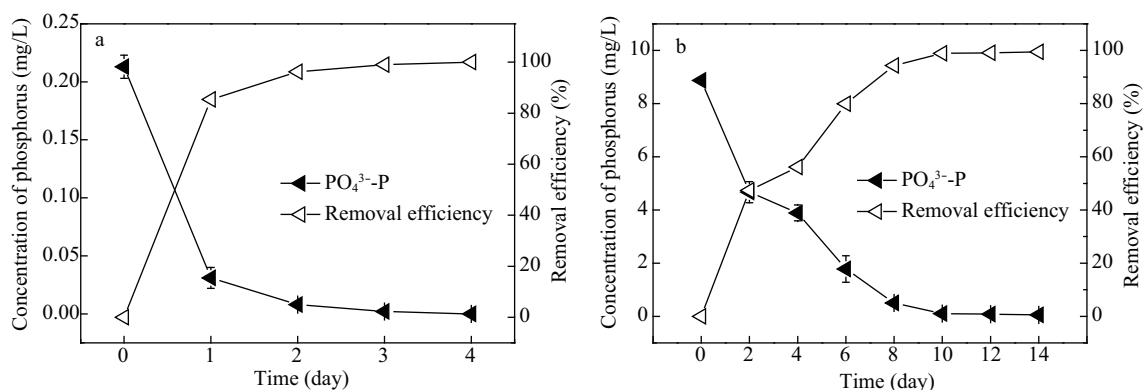 a
Concentration of phosphorus (mg/L)
0.25
0.20
0.15
0.10
0.05
0.00
Removal efficiency (%)
100
80
60
40
20
0
PO₄³⁻-P
Removal efficiency
0 1 2 3 4
Time (day)
b
Concentration of phosphorus (mg/L)
10
8
6
4
2
0
Removal efficiency (%)
100
80
60
40
20
0
PO₄³⁻-P
Removal efficiency
0 2 4 6 8 10 12 14
Time (day)